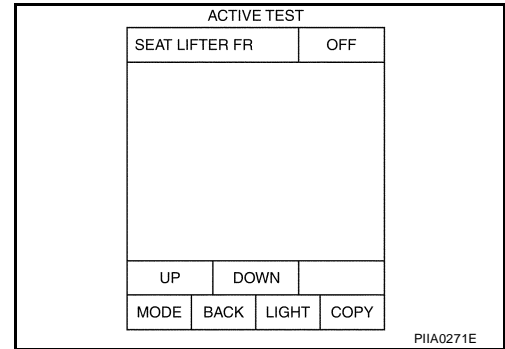 ACTIVE TEST
SEAT LIFTER FR OFF
UP DOWN
MODE BACK LIGHT COPY
PIIA0271E